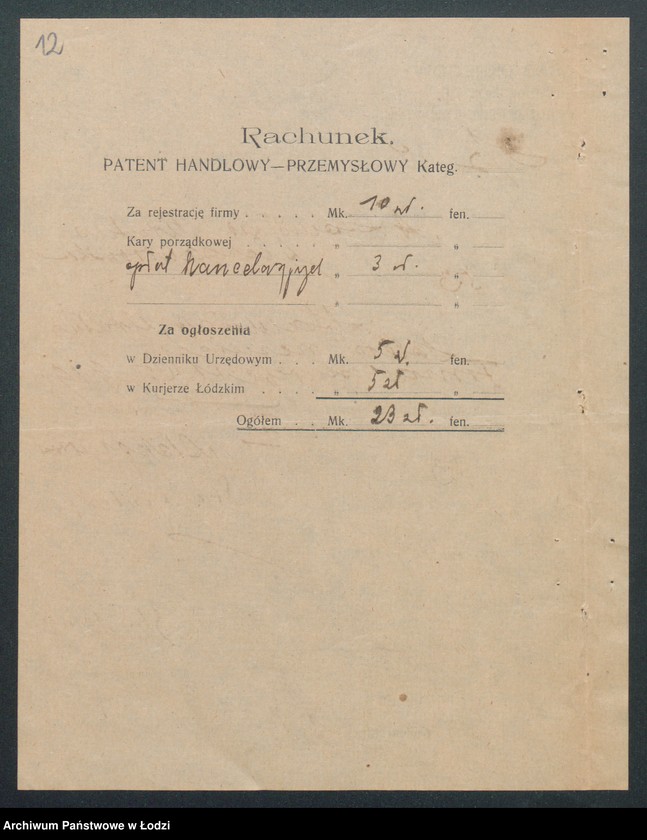 12
Rachunek.
PATENT HANDLOWY—PRZEMYSŁOWY Kateg.
Za rejestrację firmy . . . . . Mk. 10 zł. fen.
Kary porządkowej . . . . . „ „
opłat kancelaryjnych „ 3 zł. „
„ „
Za ogłoszenia
w Dzienniku Urzędowym . . . Mk. 5 zł. fen.
w Kurjerze Łódzkim . . . . „ 5 zł „
Ogółem . . Mk. 23 zł. fen.
Archiwum Państwowe w Łodzi